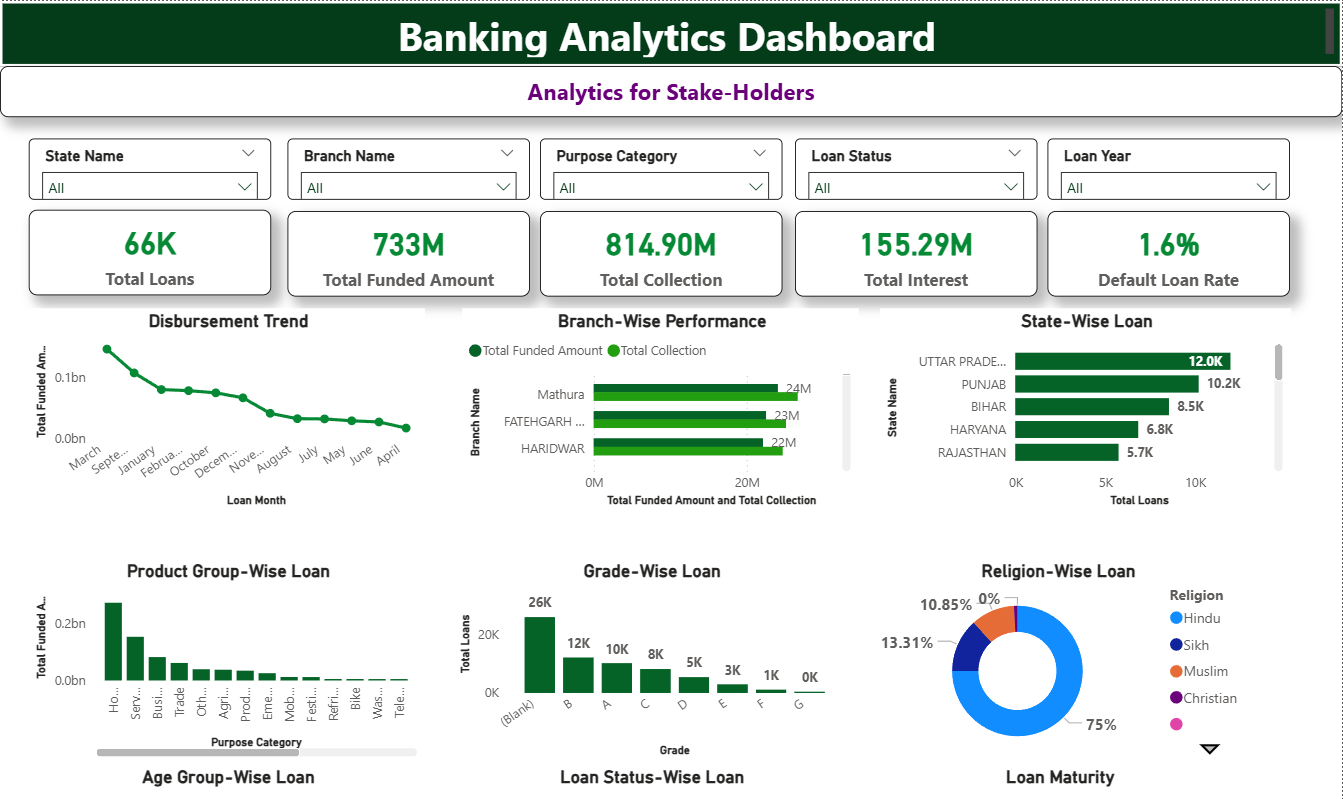 Banking Analytics Dashboard
Analytics for Stake-Holders
State Name
All
Branch Name
All
Purpose Category
All
Loan Status
All
Loan Year
All
66K
Total Loans
733M
Total Funded Amount
814.90M
Total Collection
155.29M
Total Interest
1.6%
Default Loan Rate
Disbursement Trend
Total Funded Am...
0.1bn
0.0bn
March
Septe...
January
Februa...
October
Decem...
Nove...
August
July
May
June
April
Loan Month
Branch-Wise Performance
Total Funded Amount
Total Collection
Branch Name
Mathura
24M
FATEHGARH ...
23M
HARIDWAR
22M
0M
20M
Total Funded Amount and Total Collection
State-Wise Loan
State Name
UTTAR PRADE...
12.0K
PUNJAB
10.2K
BIHAR
8.5K
HARYANA
6.8K
RAJASTHAN
5.7K
0K
5K
10K
Total Loans
Product Group-Wise Loan
Total Funded A...
0.2bn
0.0bn
Ho...
Serv...
Busi...
Trade
Oth...
Agri...
Prod...
Eme...
Mob...
Festi...
Refri...
Bike
Was...
Tele...
Purpose Category
Grade-Wise Loan
Total Loans
20K
0K
26K
12K
10K
8K
5K
3K
1K
0K
(Blank)
B
A
C
D
E
F
G
Grade
Religion-Wise Loan
10.85%
0%
13.31%
75%
Religion
Hindu
Sikh
Muslim
Christian
Age Group-Wise Loan
Loan Status-Wise Loan
Loan Maturity